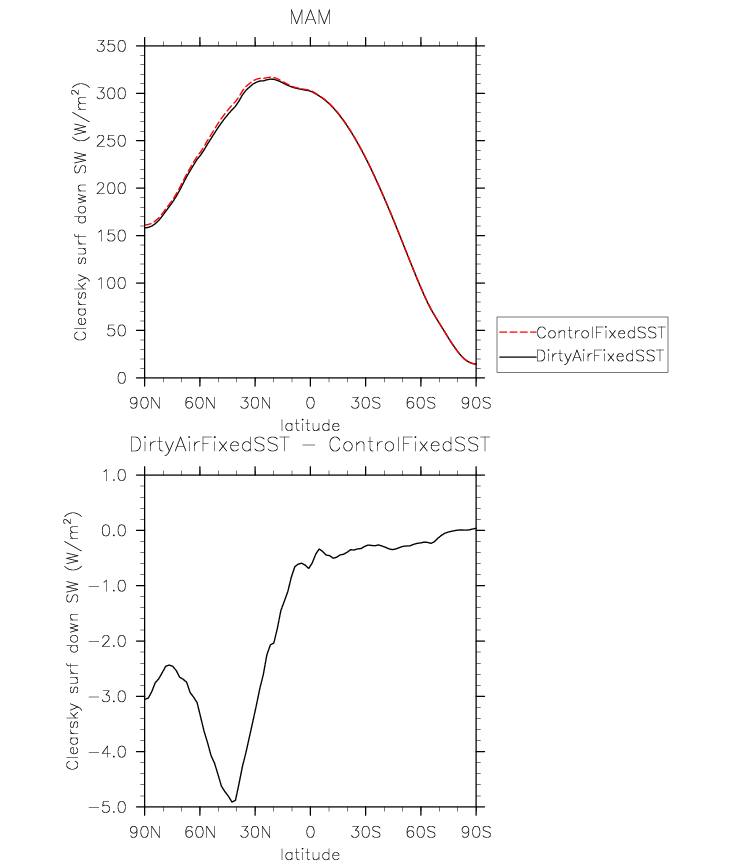 MAM
Clearsky surf down SW (W/m²)
350
300
250
200
150
100
50
0
90N 60N 30N 0 30S 60S 90S
latitude
ControlFixedSST
DirtyAirFixedSST
DirtyAirFixedSST − ControlFixedSST
Clearsky surf down SW (W/m²)
1.0
0.0
−1.0
−2.0
−3.0
−4.0
−5.0
90N 60N 30N 0 30S 60S 90S
latitude